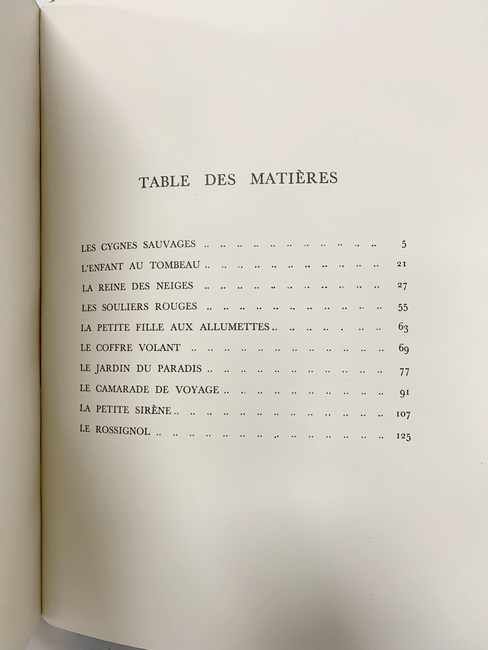 TABLE DES MATIÈRES
LES CYGNES SAUVAGES .. .. .. .. .. .. .. .. .. .. .. 5
L'ENFANT AU TOMBEAU .. .. .. .. .. .. .. .. .. .. .. 21
LA REINE DES NEIGES .. .. .. .. .. .. .. .. .. .. .. 27
LES SOULIERS ROUGES .. .. .. .. .. .. .. .. .. .. .. 55
LA PETITE FILLE AUX ALLUMETTES .. .. .. .. . .. .. 63
LE COFFRE VOLANT .. .. .. .. .. .. .. .. .. .. .. .. 69
LE JARDIN DU PARADIS .. .. .. .. .. .. .. .. .. .. .. 77
LE CAMARADE DE VOYAGE .. .. .. .. .. .. .. .. .. .. 91
LA PETITE SIRÈNE .. .. .. .. .. .. .. .. .. .. .. .. .. 107
LE ROSSIGNOL .. .. .. .. .. .. .. .. .. .. .. .. .. .. 125